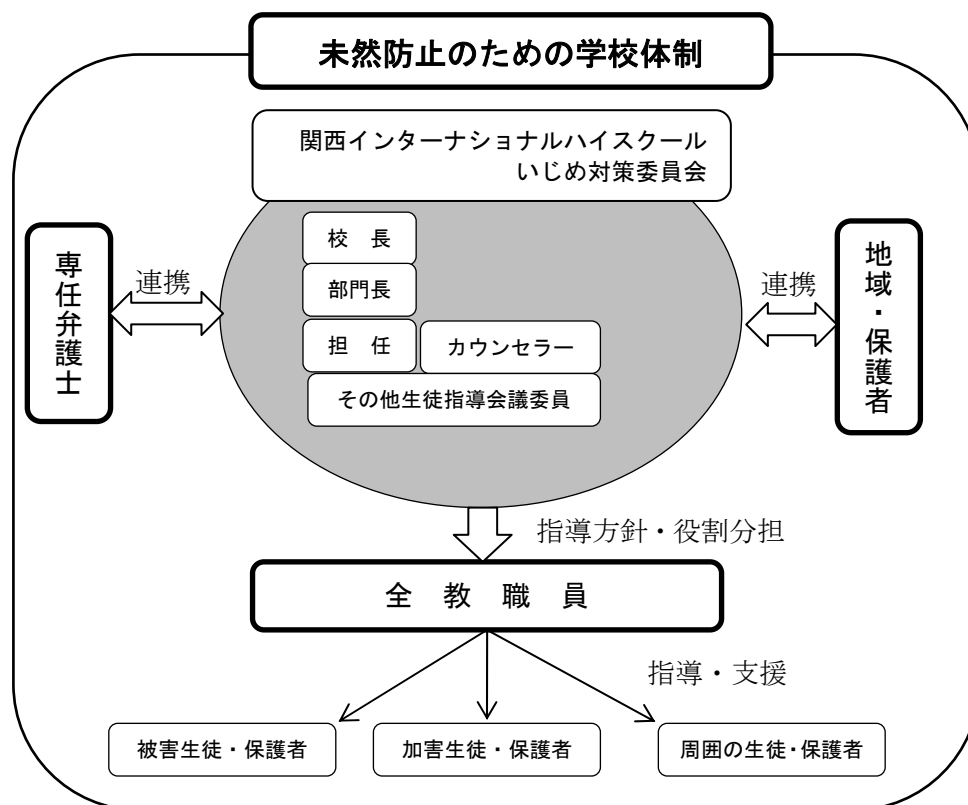 未然防止のための学校体制
関西インターナショナルハイスクール
いじめ対策委員会
専任弁護士
連携
校　長
部門長
担　任
カウンセラー
その他生徒指導会議委員
連携
地域・保護者
指導方針・役割分担
全　教　職　員
指導・支援
被害生徒・保護者
加害生徒・保護者
周囲の生徒・保護者